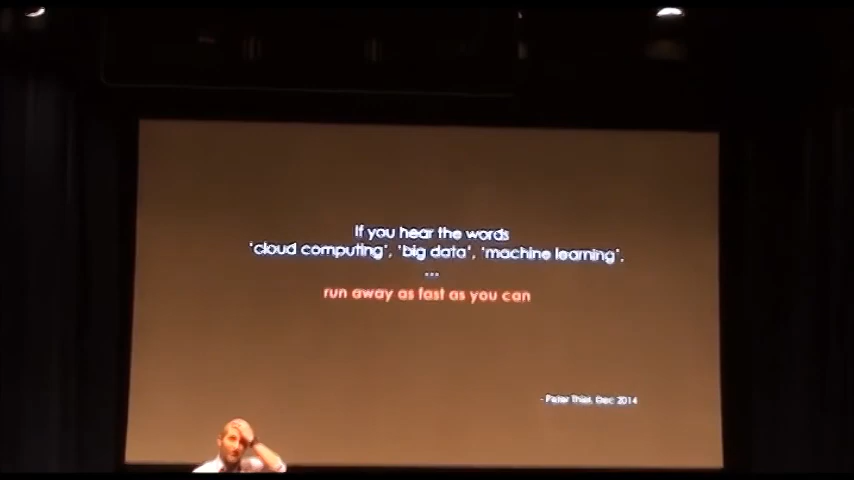 If you hear the words
'cloud computing', 'big data', 'machine learning',
...
run away as fast as you can
- Peter Thiel, Dec 2014